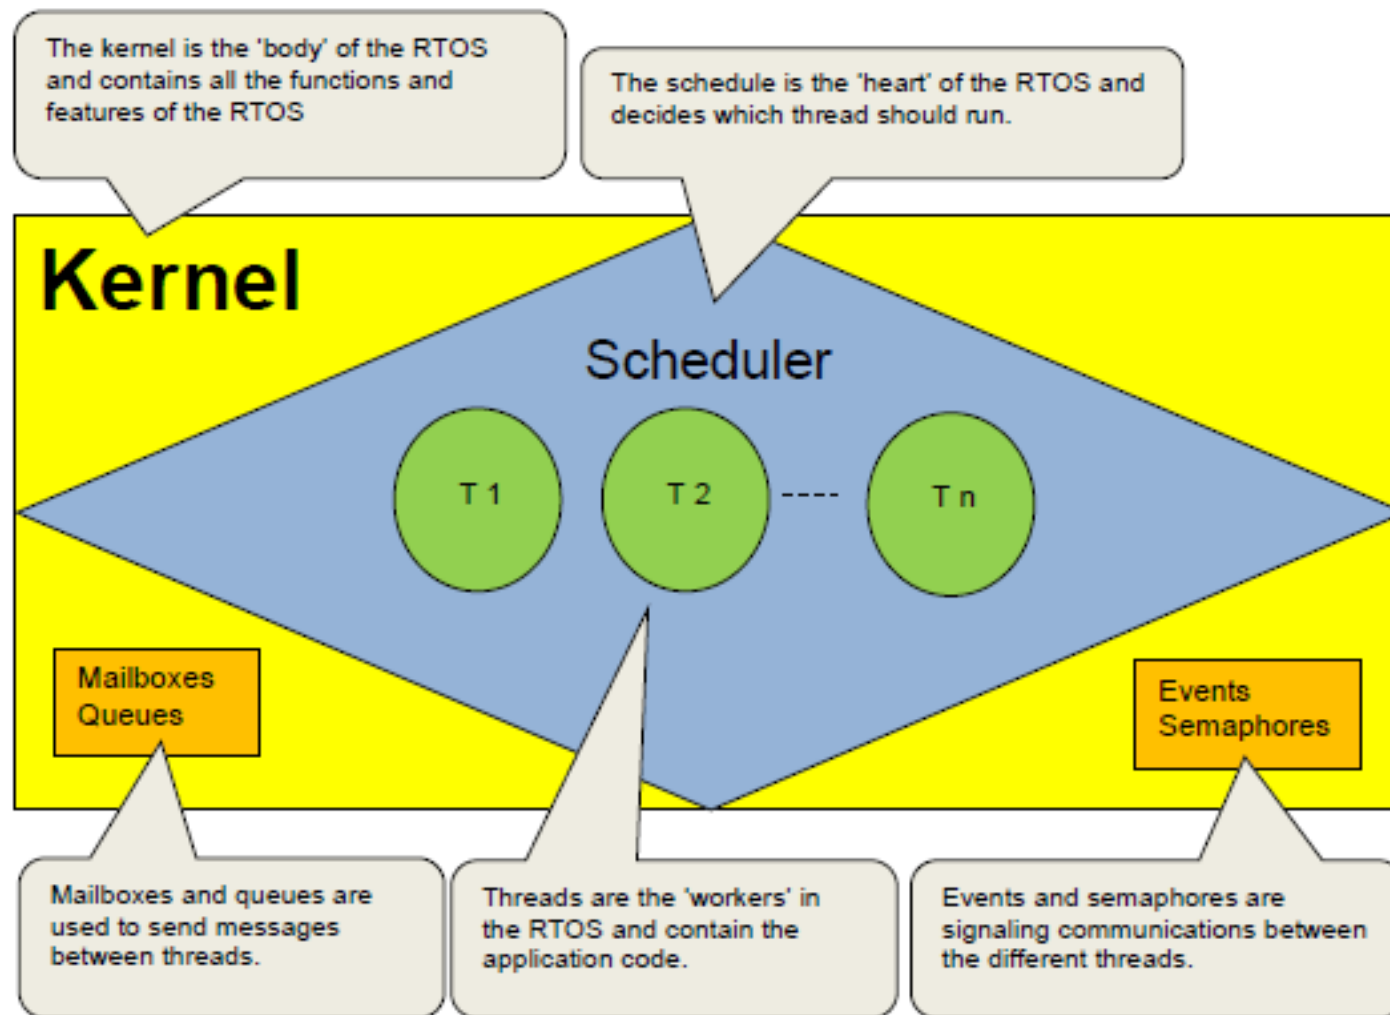 The kernel is the 'body' of the RTOS
and contains all the functions and
features of the RTOS
The schedule is the 'heart' of the RTOS and
decides which thread should run.
Kernel
Scheduler
T 1
T 2
----
T n
Mailboxes
Queues
Events
Semaphores
Mailboxes and queues are
used to send messages
between threads.
Threads are the 'workers' in
the RTOS and contain the
application code.
Events and semaphores are
signaling communications between
the different threads.